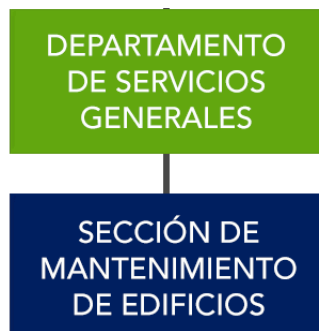 DEPARTAMENTO
DE SERVICIOS
GENERALES
SECCIÓN DE
MANTENIMIENTO
DE EDIFICIOS